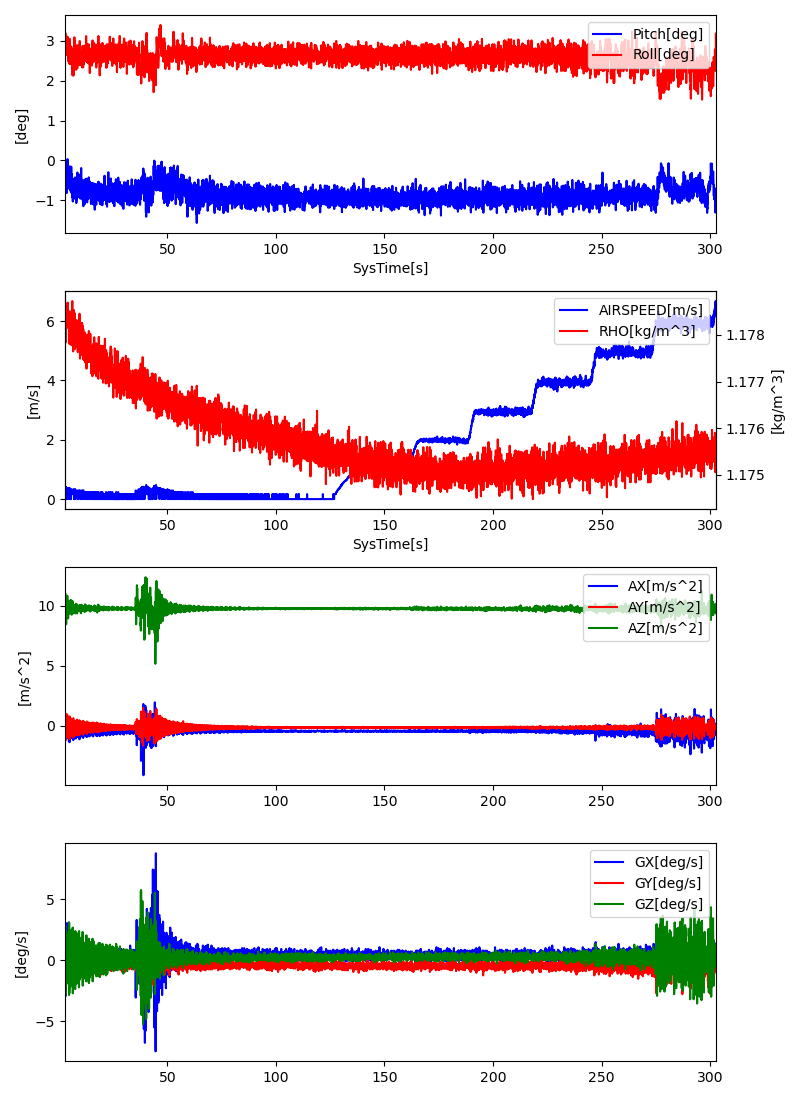 3
2
1
0
−1
[deg]
Pitch[deg]
Roll[deg]
50 100 150 200 250 300
SysTime[s]
6
4
2
0
[m/s]
AIRSPEED[m/s]
RHO[kg/m^3]
1.178
1.177
1.176
1.175
[kg/m^3]
50 100 150 200 250 300
SysTime[s]
10
5
0
[m/s^2]
AX[m/s^2]
AY[m/s^2]
AZ[m/s^2]
50 100 150 200 250 300
5
0
−5
[deg/s]
GX[deg/s]
GY[deg/s]
GZ[deg/s]
50 100 150 200 250 300